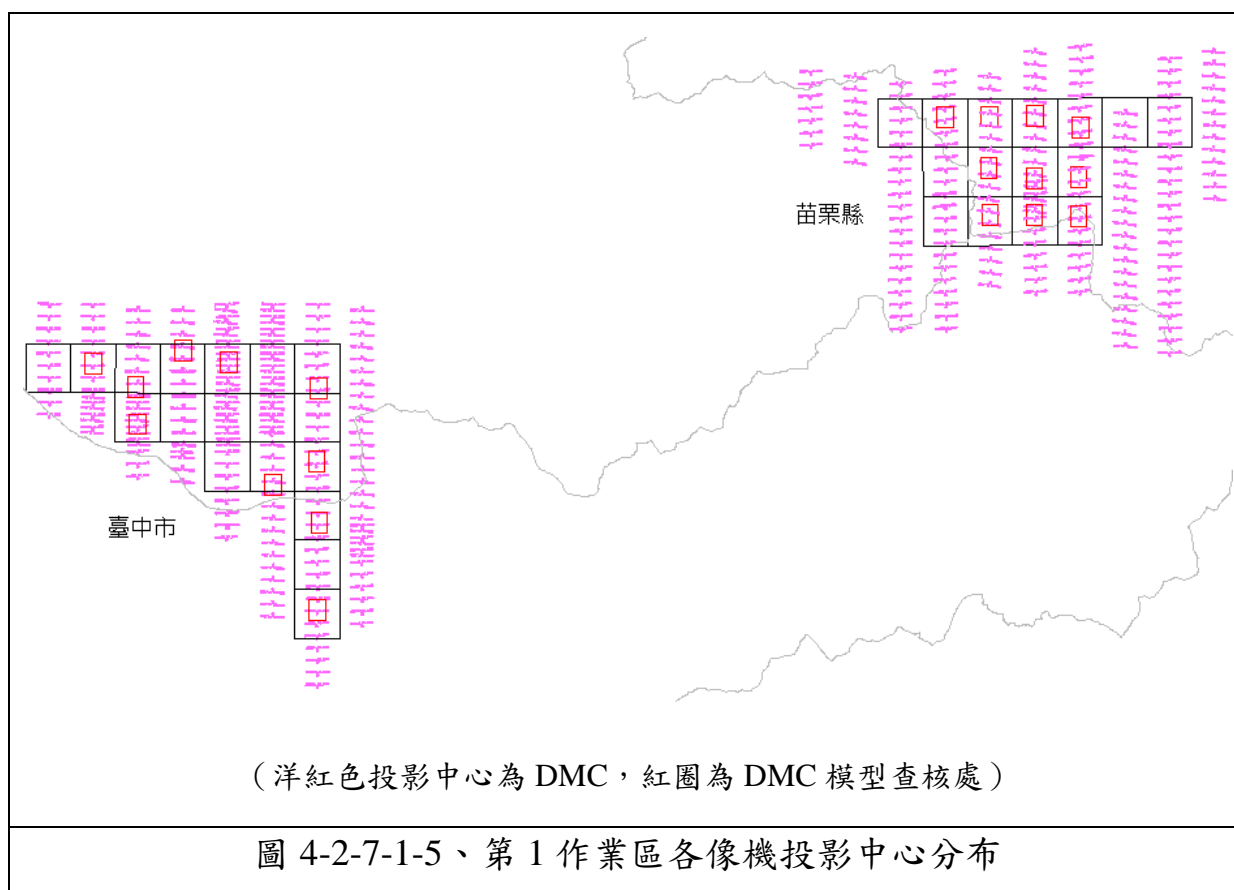 苗栗縣
臺中市
（洋紅色投影中心為 DMC，紅圈為 DMC 模型查核處）
圖 4-2-7-1-5、第 1 作業區各像機投影中心分布